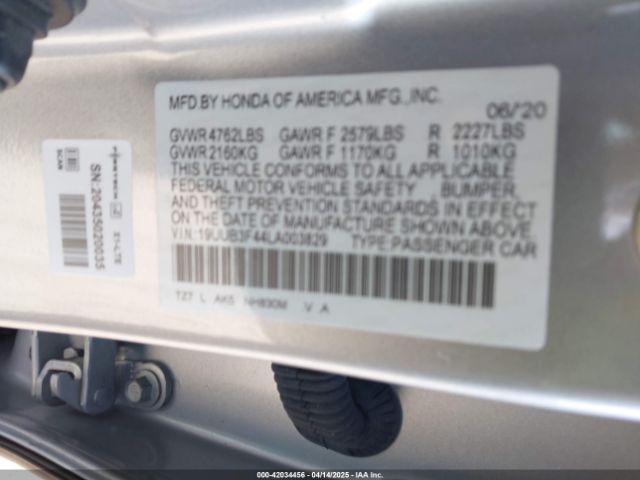 MFD.BY HONDA OF AMERICA MFG.,INC. 06/20
GVWR 4762LBS GAWR F 2579LBS R 2227LBS
GVWR 2160KG GAWR F 1170KG R 1010KG
THIS VEHICLE CONFORMS TO ALL APPLICABLE
FEDERAL MOTOR VEHICLE SAFETY , BUMPER,
AND THEFT PREVENTION STANDARDS IN EFFECT
ON THE DATE OF MANUFACTURE SHOWN ABOVE.
VIN:19UUB3F44LA003829 TYPE:PASSENGER CAR
TZ7 L AK5 NH830M V A
SCAN
SN:20435020035
000-42034456 - 04/14/2025 - IAA Inc.